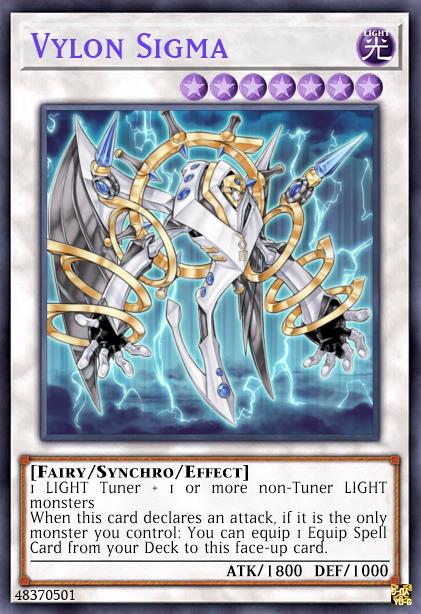 Vylon Sigma
LIGHT
光
[Fairy/Synchro/Effect]
1 LIGHT Tuner + 1 or more non-Tuner LIGHT
monsters
When this card declares an attack, if it is the only
monster you control: You can equip 1 Equip Spell
Card from your Deck to this face-up card.
ATK/1800 DEF/1000
48370501